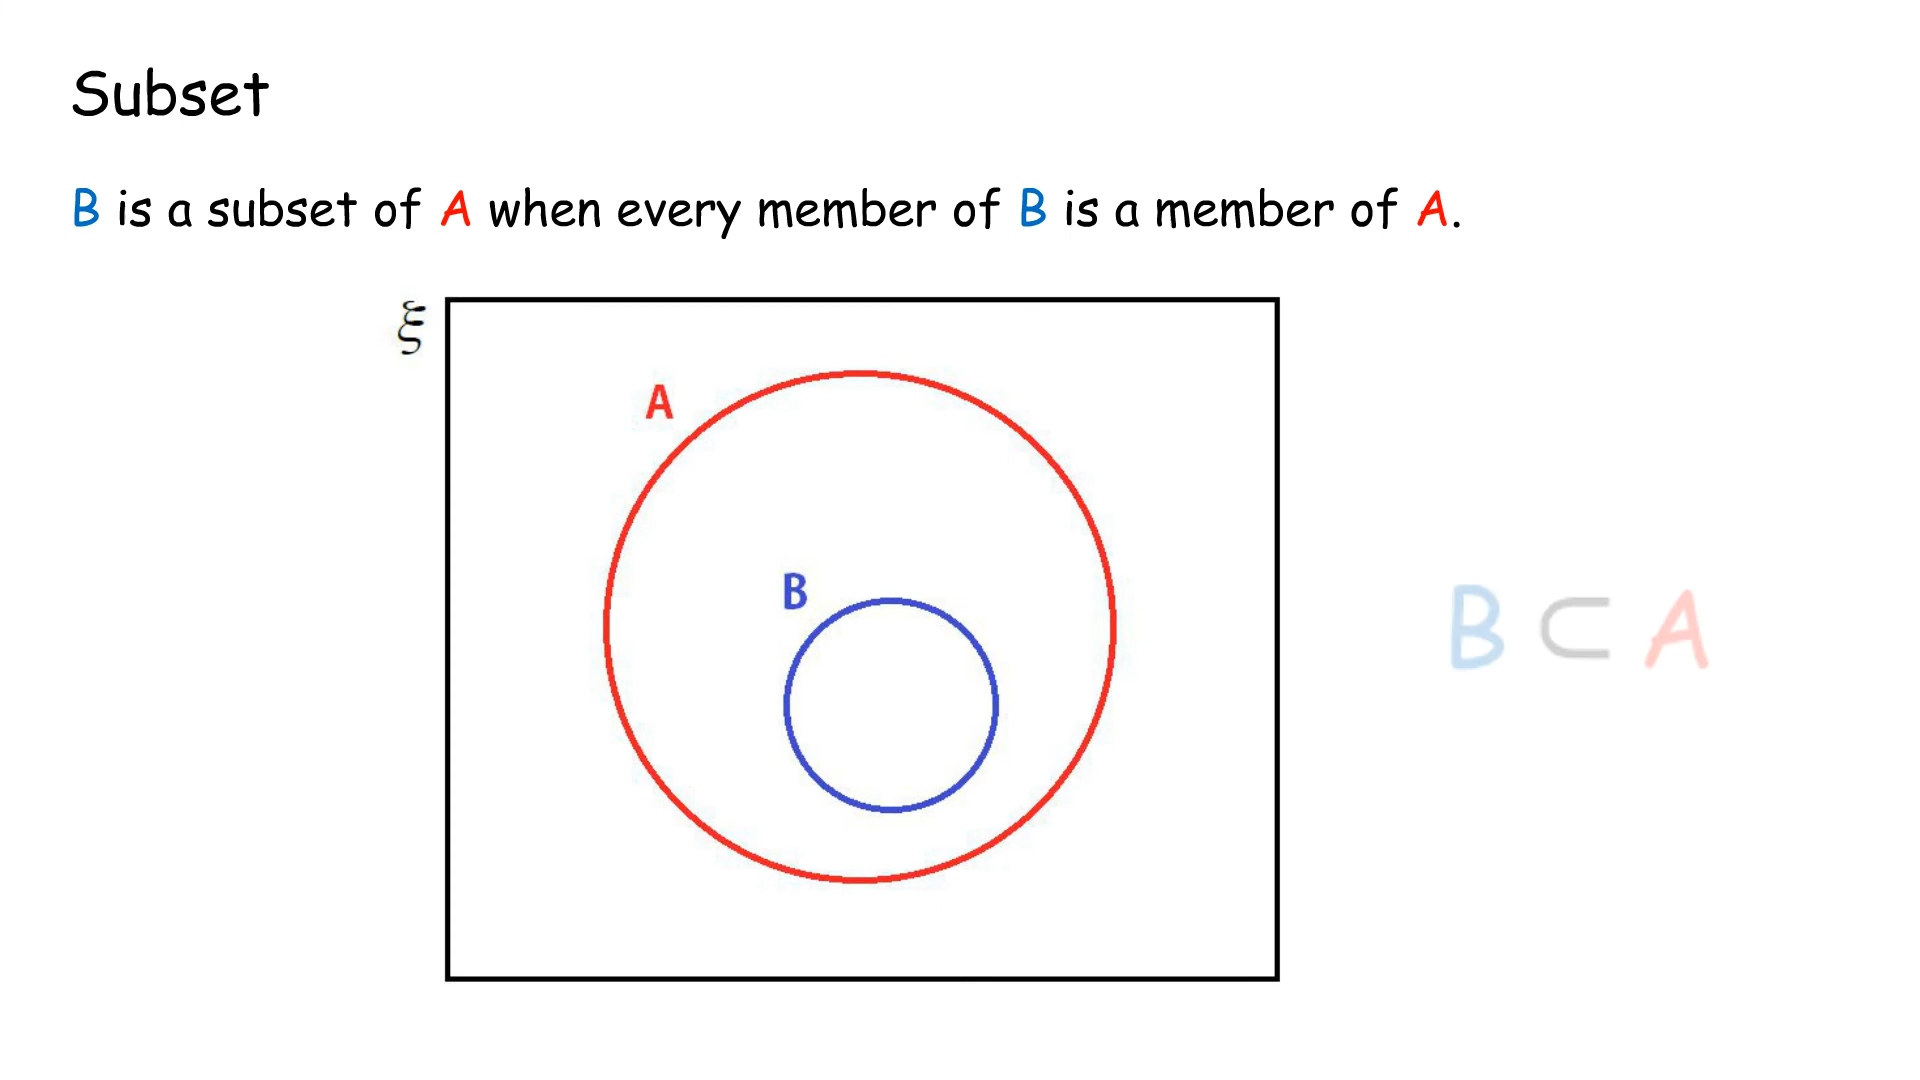 Subset
B is a subset of A when every member of B is a member of A.
ξ
A
B
B ⊂ A